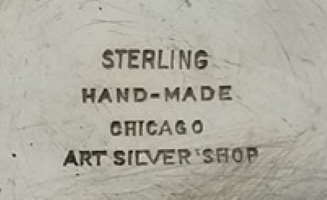 STERLING
HAND-MADE
CHICAGO
ART SILVER SHOP